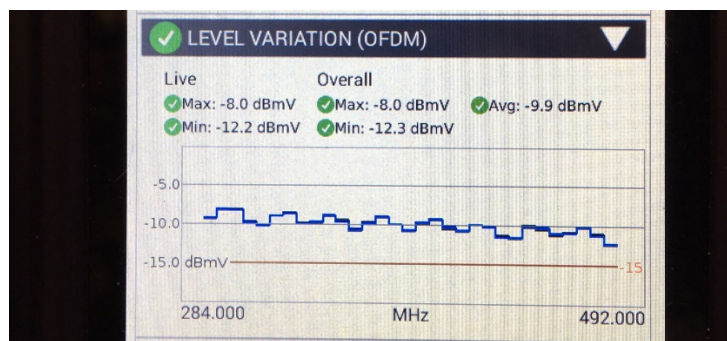 LEVEL VARIATION (OFDM)
Live Overall
Max: -8.0 dBmV Max: -8.0 dBmV Avg: -9.9 dBmV
Min: -12.2 dBmV Min: -12.3 dBmV
-5.0
-10.0
-15.0 dBmV -15
284.000 MHz 492.000